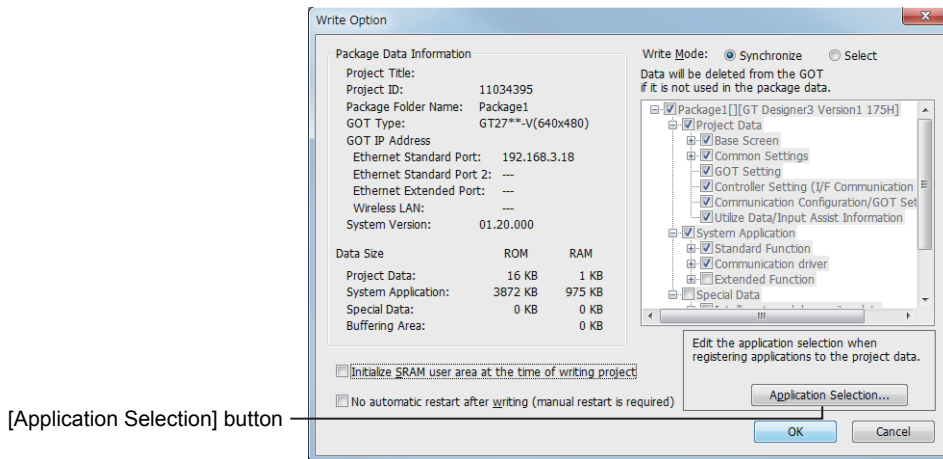 Write Option
Package Data Information
Project Title:
Project ID: 11034395
Package Folder Name: Package1
GOT Type: GT27**-V(640x480)
GOT IP Address
Ethernet Standard Port: 192.168.3.18
Ethernet Standard Port 2: ---
Ethernet Extended Port: ---
Wireless LAN: ---
System Version: 01.20.000
Data Size ROM RAM
Project Data: 16 KB 1 KB
System Application: 3872 KB 975 KB
Special Data: 0 KB 0 KB
Buffering Area: 0 KB
Initialize SRAM user area at the time of writing project
No automatic restart after writing (manual restart is required)
Write Mode: Synchronize Select
Data will be deleted from the GOT
if it is not used in the package data.
Package1[][GT Designer3 Version1 175H]
Project Data
Base Screen
Common Settings
GOT Setting
Controller Setting (I/F Communication
Communication Configuration/GOT Set
Utilize Data/Input Assist Information
System Application
Standard Function
Communication driver
Extended Function
Special Data
Edit the application selection when
registering applications to the project data.
Application Selection...
OK Cancel
[Application Selection] button